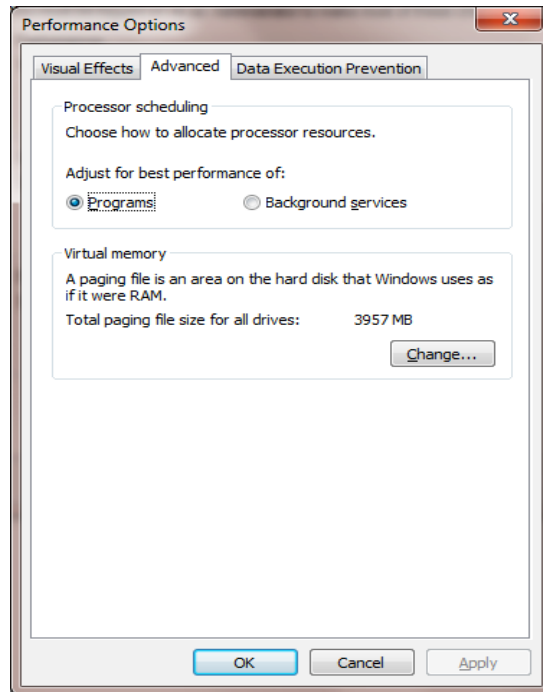 Performance Options
Visual Effects Advanced Data Execution Prevention
Processor scheduling
Choose how to allocate processor resources.
Adjust for best performance of:
Programs Background services
Virtual memory
A paging file is an area on the hard disk that Windows uses as
if it were RAM.
Total paging file size for all drives: 3957 MB
Change...
OK Cancel Apply